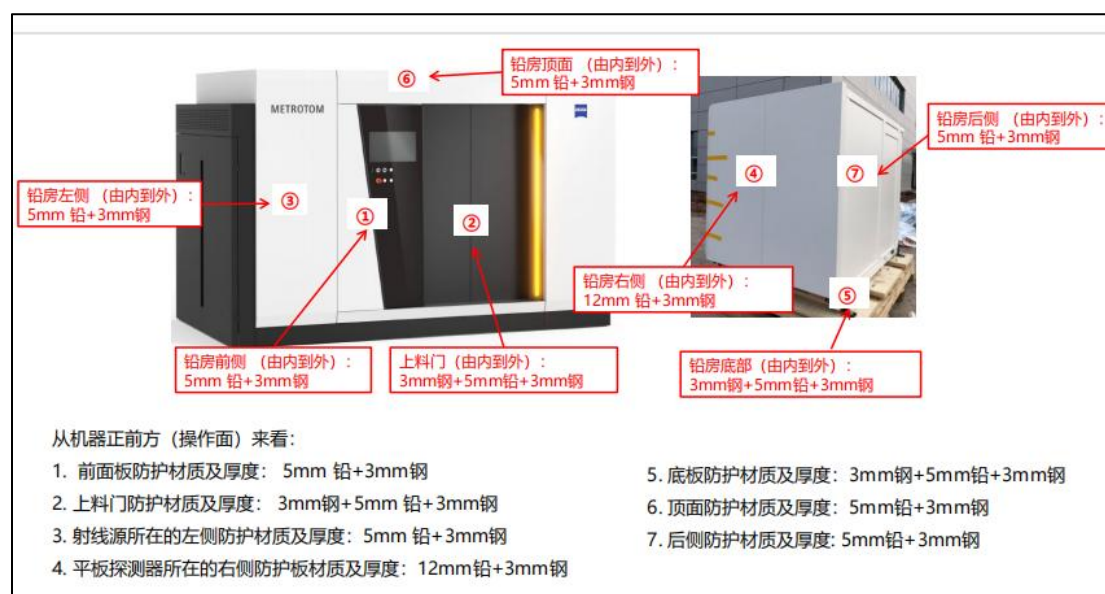 ⑥
铅房顶面 （由内到外）:
5mm 铅+3mm钢
METROTOM
ZEISS
铅房后侧 （由内到外）:
5mm 铅+3mm钢
铅房左侧 （由内到外）:
5mm 铅+3mm钢
③
①
②
④
⑦
铅房右侧 （由内到外）:
12mm 铅+3mm钢
⑤
铅房前侧 （由内到外）:
5mm 铅+3mm钢
上料门（由内到外）:
3mm钢+5mm铅+3mm钢
铅房底部（由内到外）:
3mm钢+5mm铅+3mm钢
从机器正前方（操作面）来看：
1. 前面板防护材质及厚度： 5mm 铅+3mm钢
2. 上料门防护材质及厚度： 3mm钢+5mm 铅+3mm钢
3. 射线源所在的左侧防护材质及厚度：5mm 铅+3mm钢
4. 平板探测器所在的右侧防护板材质及厚度：12mm铅+3mm钢
5. 底板防护材质及厚度：3mm钢+5mm铅+3mm钢
6. 顶面防护材质及厚度：5mm铅+3mm钢
7. 后侧防护材质及厚度: 5mm铅+3mm钢